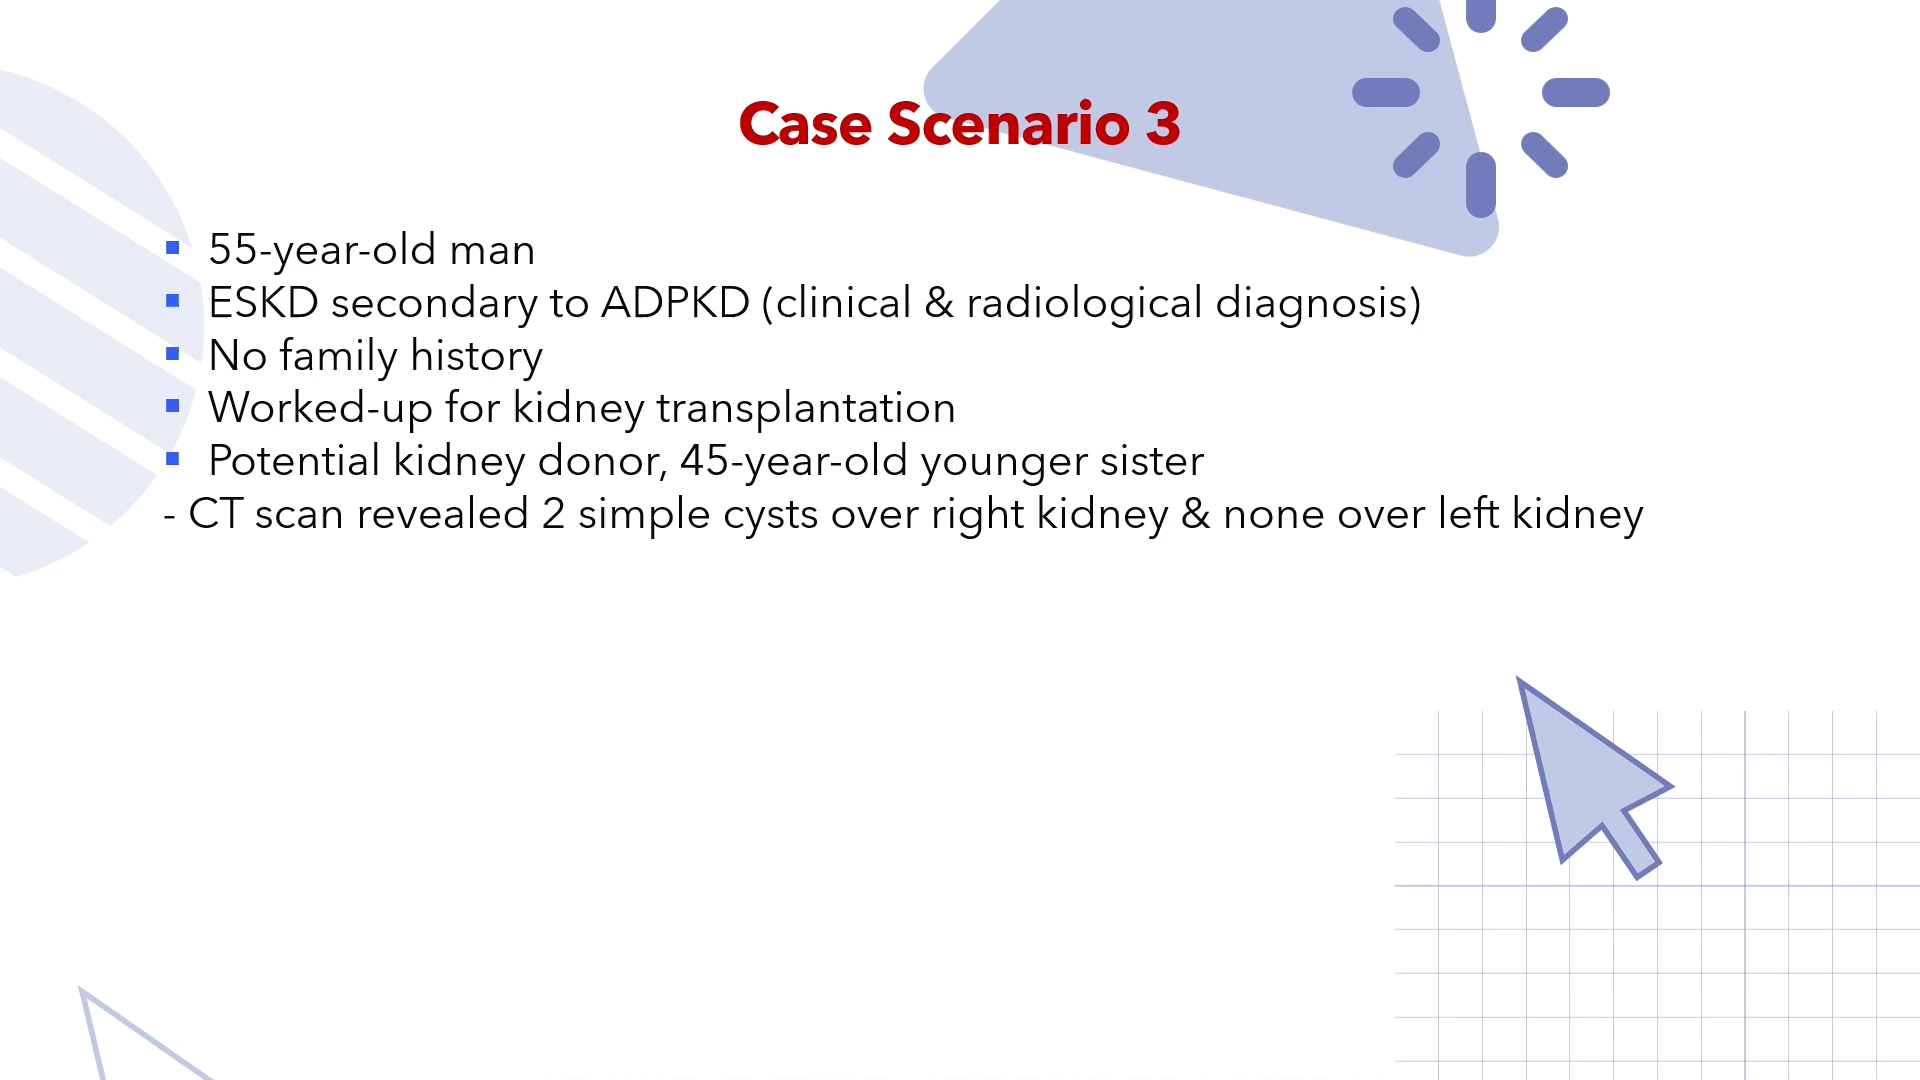 Case Scenario 3
▪ 55-year-old man
▪ ESKD secondary to ADPKD (clinical & radiological diagnosis)
▪ No family history
▪ Worked-up for kidney transplantation
▪ Potential kidney donor, 45-year-old younger sister
- CT scan revealed 2 simple cysts over right kidney & none over left kidney